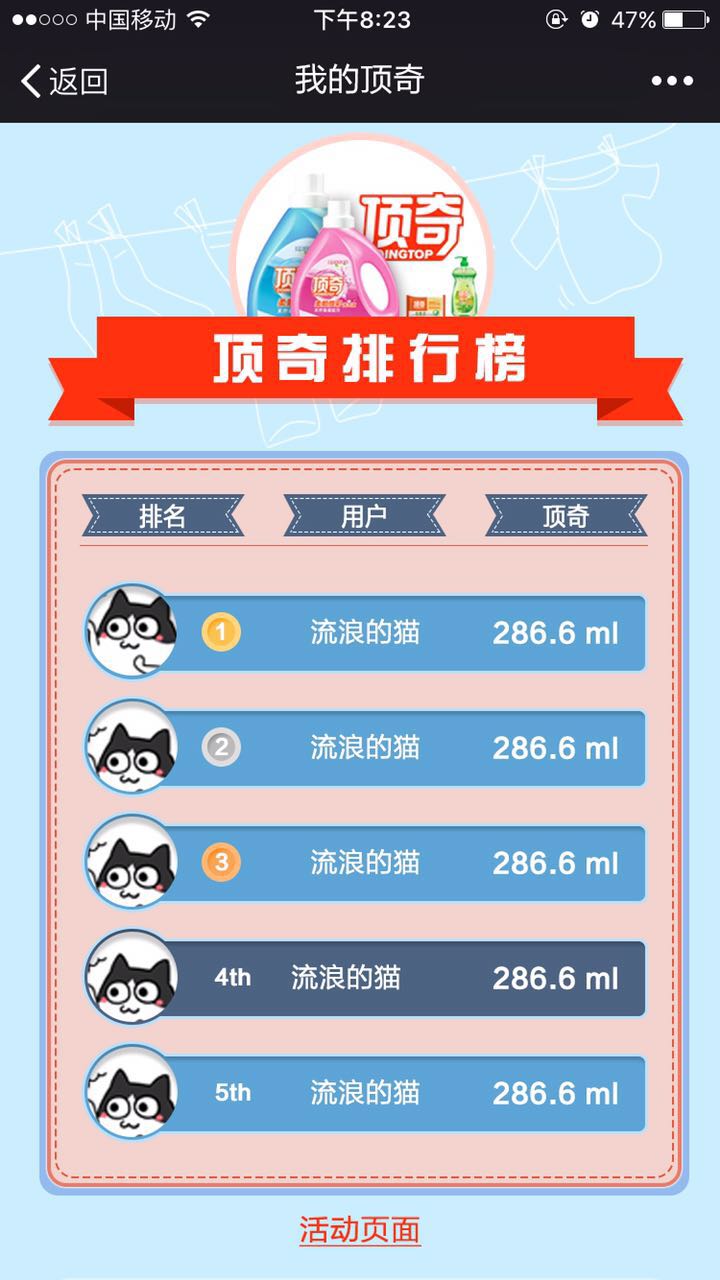 中国移动 下午8:23 47%
返回 我的顶奇
顶奇
DINGTOP
顶奇
顶奇排行榜
排名 用户 顶奇
1 流浪的猫 286.6 ml
2 流浪的猫 286.6 ml
3 流浪的猫 286.6 ml
4th 流浪的猫 286.6 ml
5th 流浪的猫 286.6 ml
活动页面